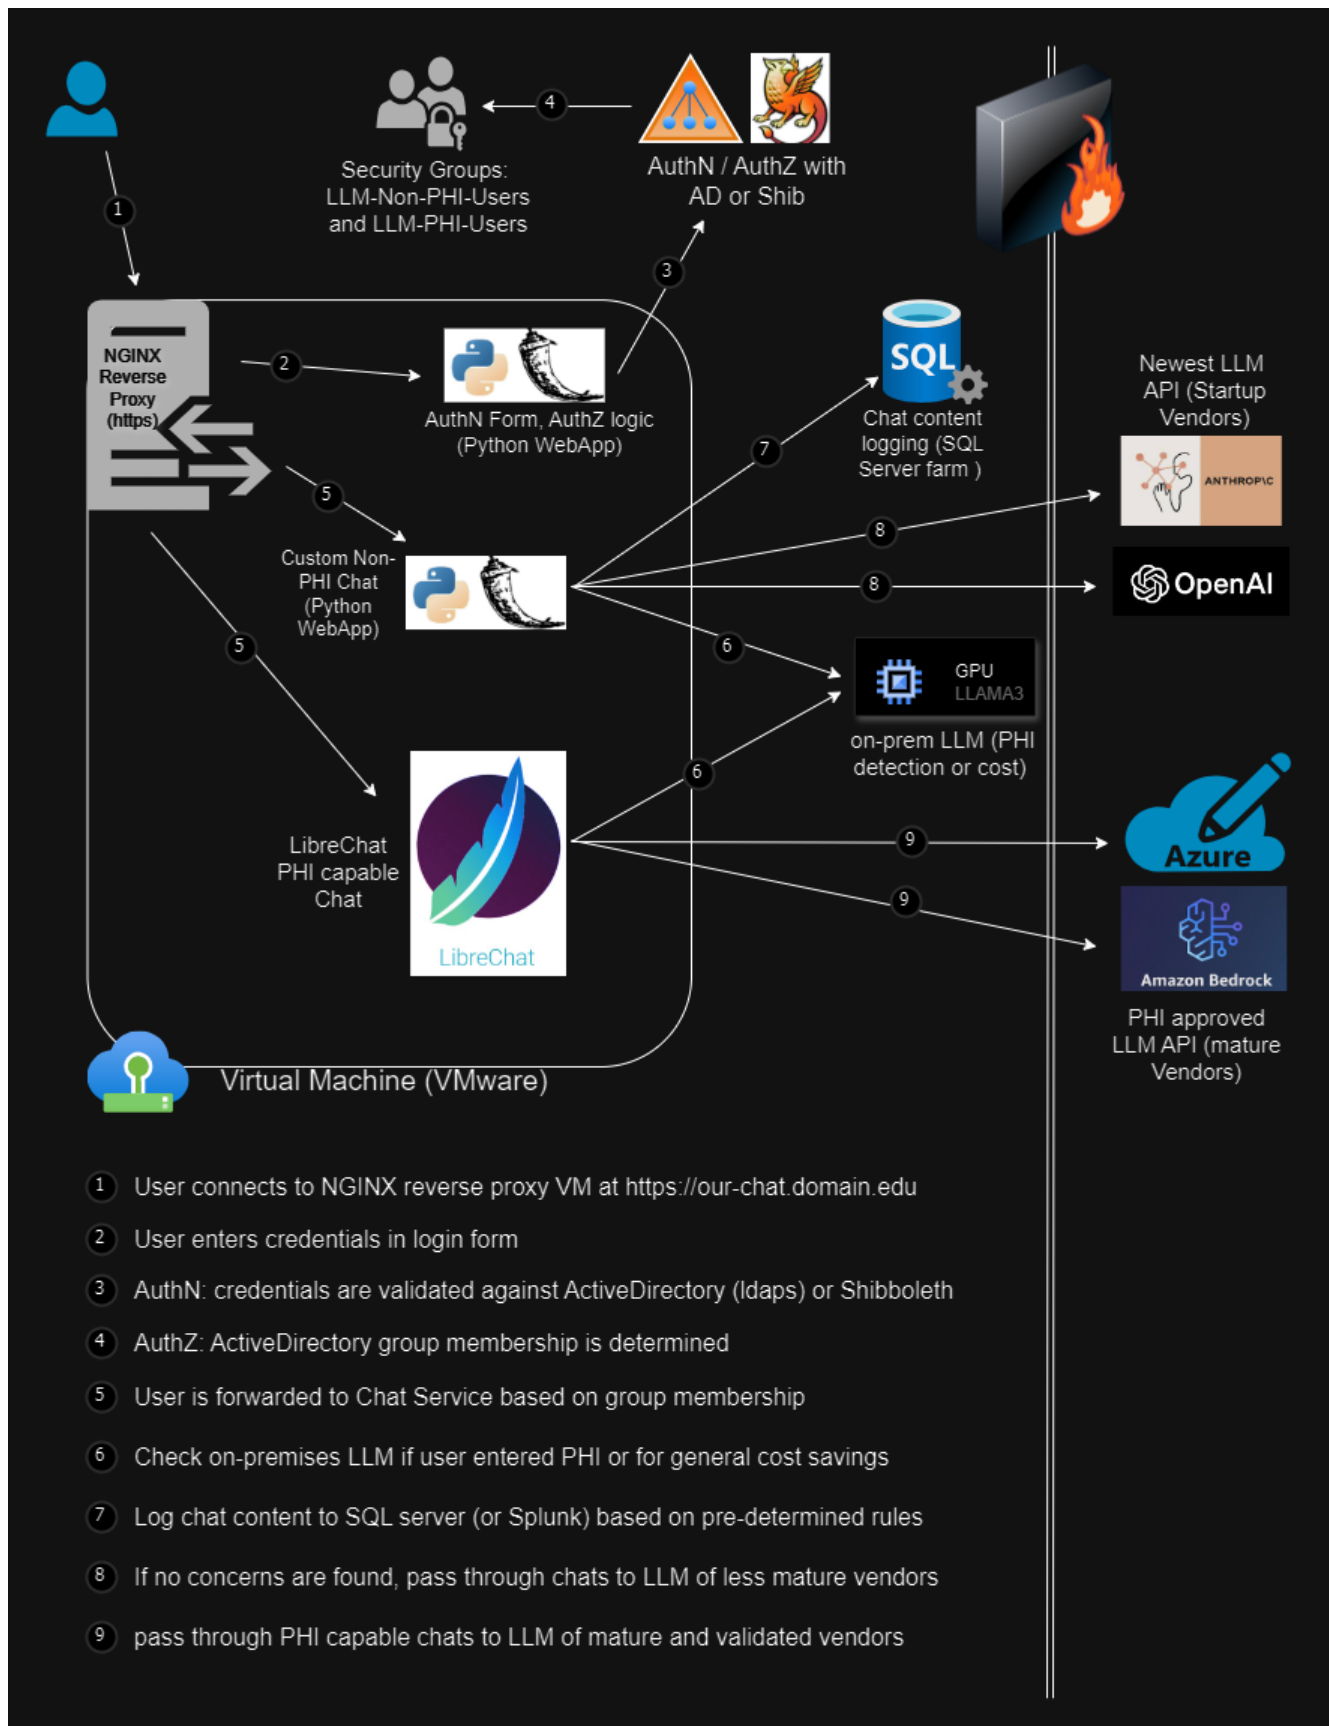 1
4
Security Groups:
LLM-Non-PHI-Users
and LLM-PHI-Users
AuthN / AuthZ with
AD or Shib
3
NGINX
Reverse
Proxy
(https)
2
AuthN Form, AuthZ logic
(Python WebApp)
SQL
Chat content
logging (SQL
Server farm )
7
Newest LLM
API (Startup
Vendors)
ANTHROP\C
5
8
Custom Non-
PHI Chat
(Python
WebApp)
8
OpenAI
5
6
GPU
LLAMA3
on-prem LLM (PHI
detection or cost)
6
LibreChat
PHI capable
Chat
LibreChat
9
Azure
9
Amazon Bedrock
PHI approved
LLM API (mature
Vendors)
Virtual Machine (VMware)
1 User connects to NGINX reverse proxy VM at https://our-chat.domain.edu
2 User enters credentials in login form
3 AuthN: credentials are validated against ActiveDirectory (ldaps) or Shibboleth
4 AuthZ: ActiveDirectory group membership is determined
5 User is forwarded to Chat Service based on group membership
6 Check on-premises LLM if user entered PHI or for general cost savings
7 Log chat content to SQL server (or Splunk) based on pre-determined rules
8 If no concerns are found, pass through chats to LLM of less mature vendors
9 pass through PHI capable chats to LLM of mature and validated vendors